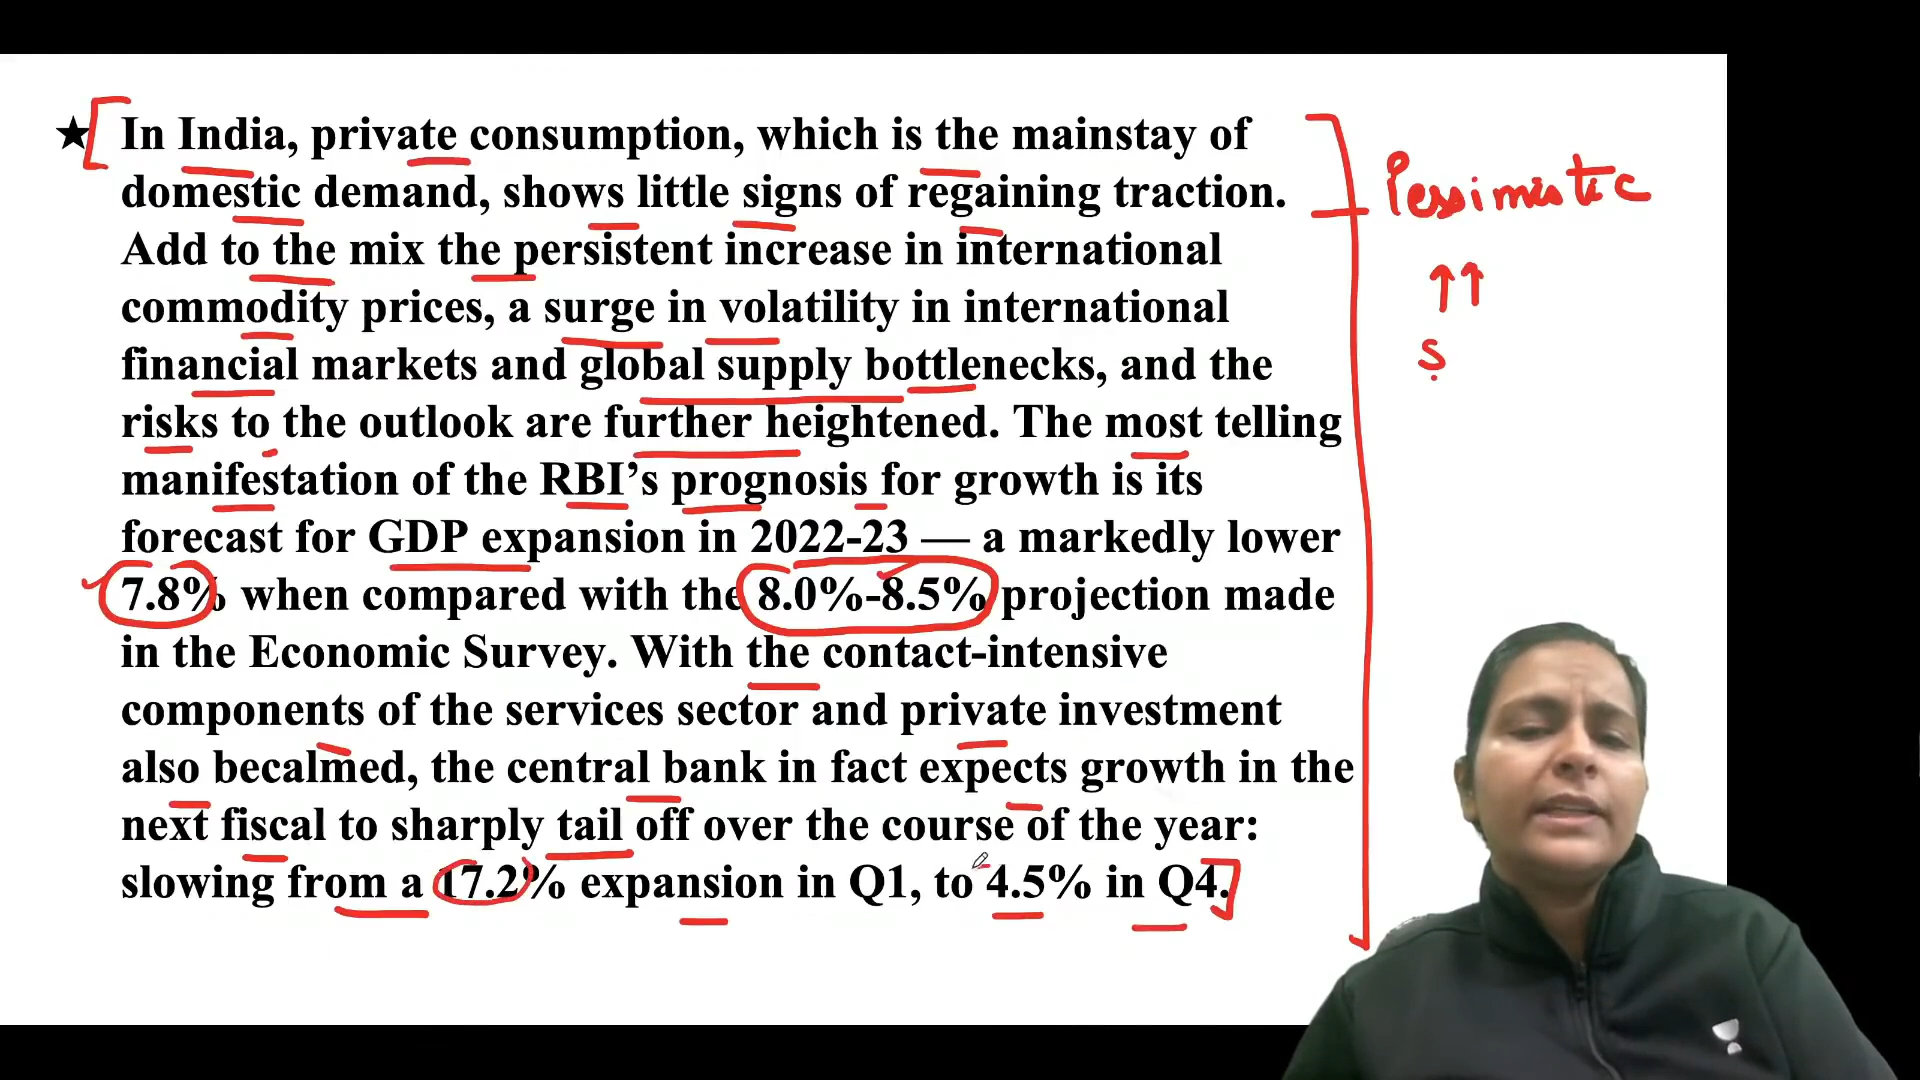 ★ In India, private consumption, which is the mainstay of
domestic demand, shows little signs of regaining traction.
Add to the mix the persistent increase in international
commodity prices, a surge in volatility in international
financial markets and global supply bottlenecks, and the
risks to the outlook are further heightened. The most telling
manifestation of the RBI’s prognosis for growth is its
forecast for GDP expansion in 2022-23 — a markedly lower
7.8% when compared with the 8.0%-8.5% projection made
in the Economic Survey. With the contact-intensive
components of the services sector and private investment
also becalmed, the central bank in fact expects growth in the
next fiscal to sharply tail off over the course of the year:
slowing from a 17.2% expansion in Q1, to 4.5% in Q4.
Pessimistic
↑↑
S